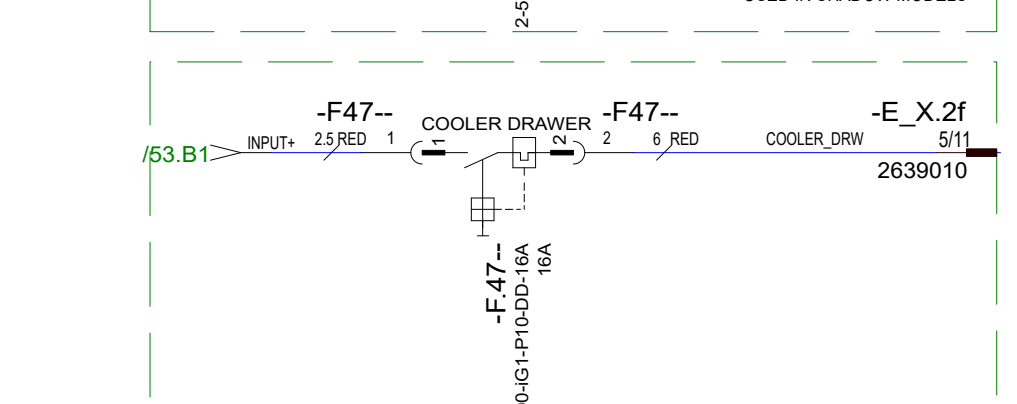 2-5
-F47--
-F47--
-E_X.2f
COOLER DRAWER
/53.B1
INPUT+
2.5 RED
1
1
2
2
6 RED
COOLER_DRW
5/11
2639010
-F.47--
0-iG1-P10-DD-16A
16A